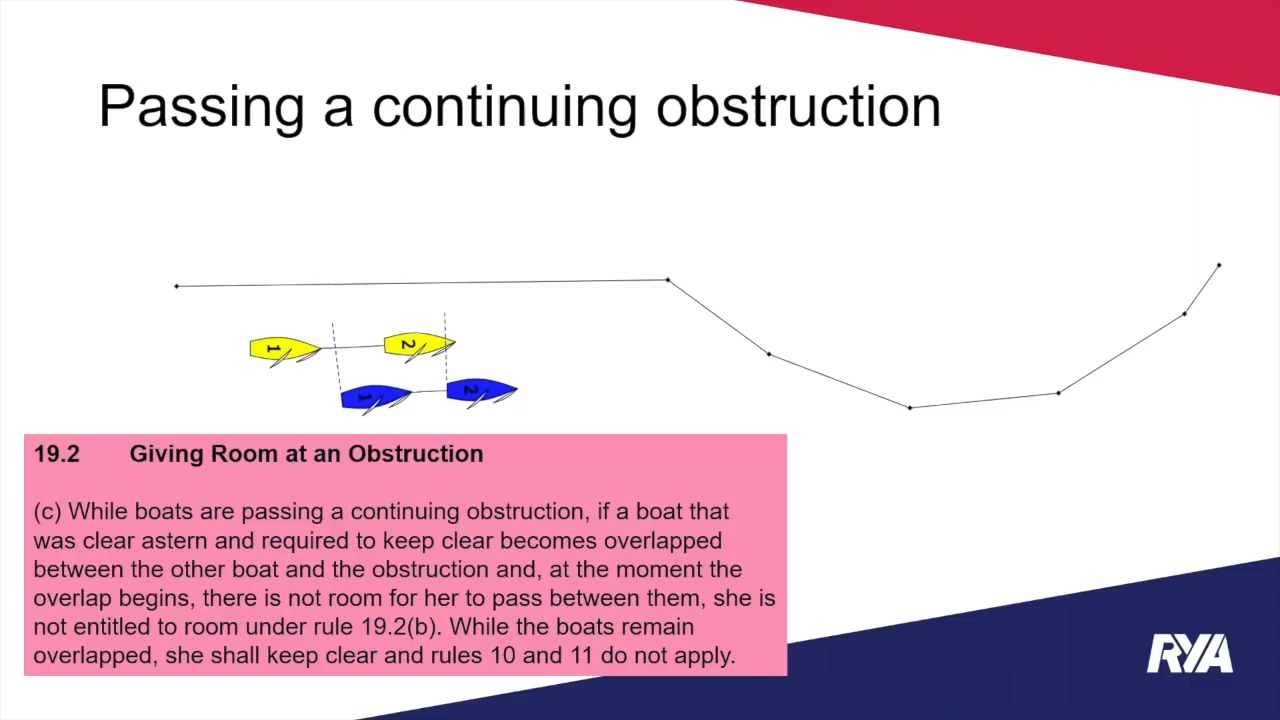 Passing a continuing obstruction
1
2
1
2
19.2 Giving Room at an Obstruction
(c) While boats are passing a continuing obstruction, if a boat that
was clear astern and required to keep clear becomes overlapped
between the other boat and the obstruction and, at the moment the
overlap begins, there is not room for her to pass between them, she is
not entitled to room under rule 19.2(b). While the boats remain
overlapped, she shall keep clear and rules 10 and 11 do not apply.
RYA